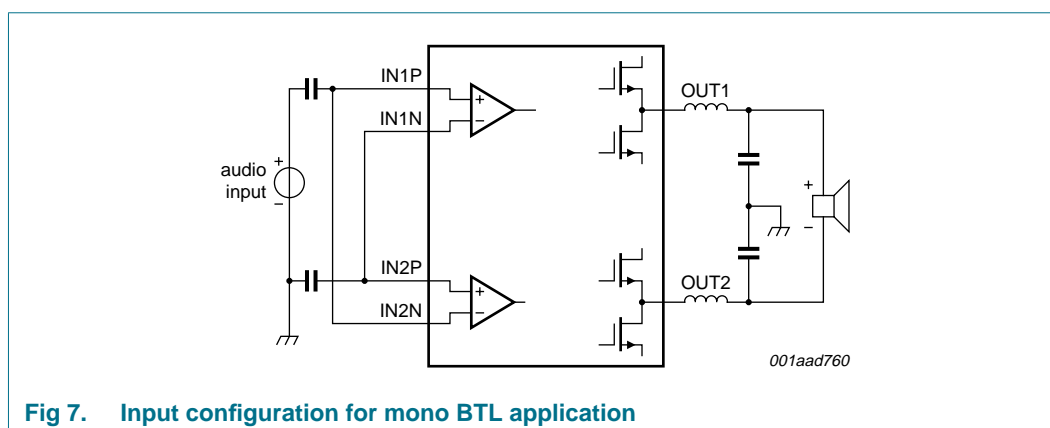 IN1P
IN1N
OUT1
+
−
audio
input
+
−
+
−
IN2P
IN2N
+
−
OUT2
001aad760
Fig 7. Input configuration for mono BTL application